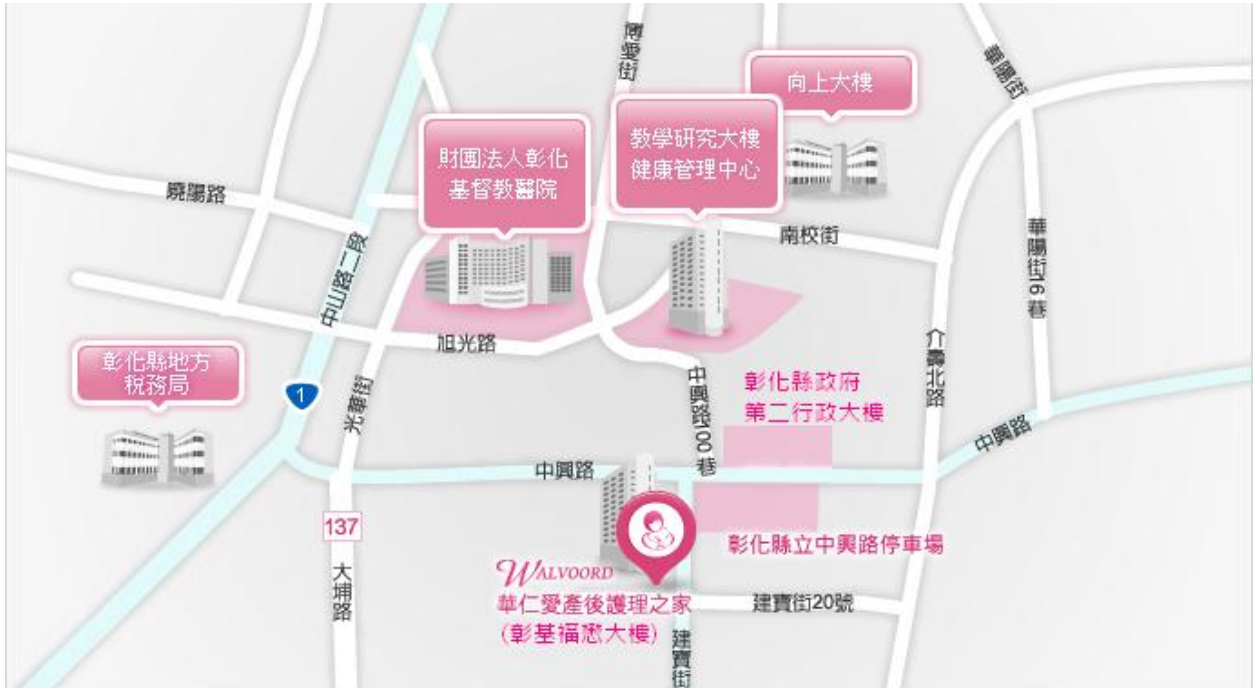 博愛街
華陽街
向上大樓
教學研究大樓
健康管理中心
財團法人彰化
基督教醫院
曉陽路
南校街
華陽街16巷
中山路二段
旭光路
介壽北路
彰化縣地方
稅務局
1
光華街
中興路100巷
彰化縣政府
第二行政大樓
中興路
中興路
137
彰化縣立中興路停車場
WALVOORD
大埔路
華仁愛產後護理之家
(彰基福懋大樓)
建寶街20號
建寶街